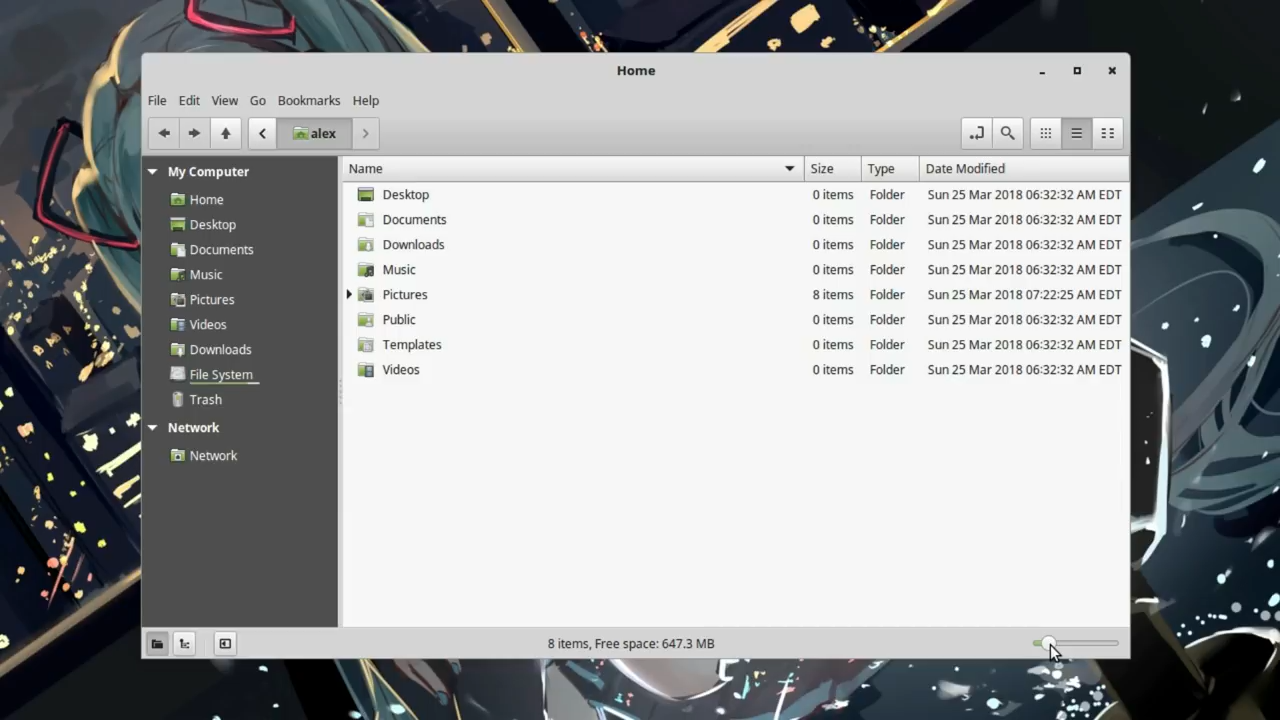 Home
File Edit View Go Bookmarks Help
alex
My Computer
Home
Desktop
Documents
Music
Pictures
Videos
Downloads
File System
Trash
Network
Network
Name Size Type Date Modified
Desktop 0 items Folder Sun 25 Mar 2018 06:32:32 AM EDT
Documents 0 items Folder Sun 25 Mar 2018 06:32:32 AM EDT
Downloads 0 items Folder Sun 25 Mar 2018 06:32:32 AM EDT
Music 0 items Folder Sun 25 Mar 2018 06:32:32 AM EDT
Pictures 8 items Folder Sun 25 Mar 2018 07:22:25 AM EDT
Public 0 items Folder Sun 25 Mar 2018 06:32:32 AM EDT
Templates 0 items Folder Sun 25 Mar 2018 06:32:32 AM EDT
Videos 0 items Folder Sun 25 Mar 2018 06:32:32 AM EDT
8 items, Free space: 647.3 MB